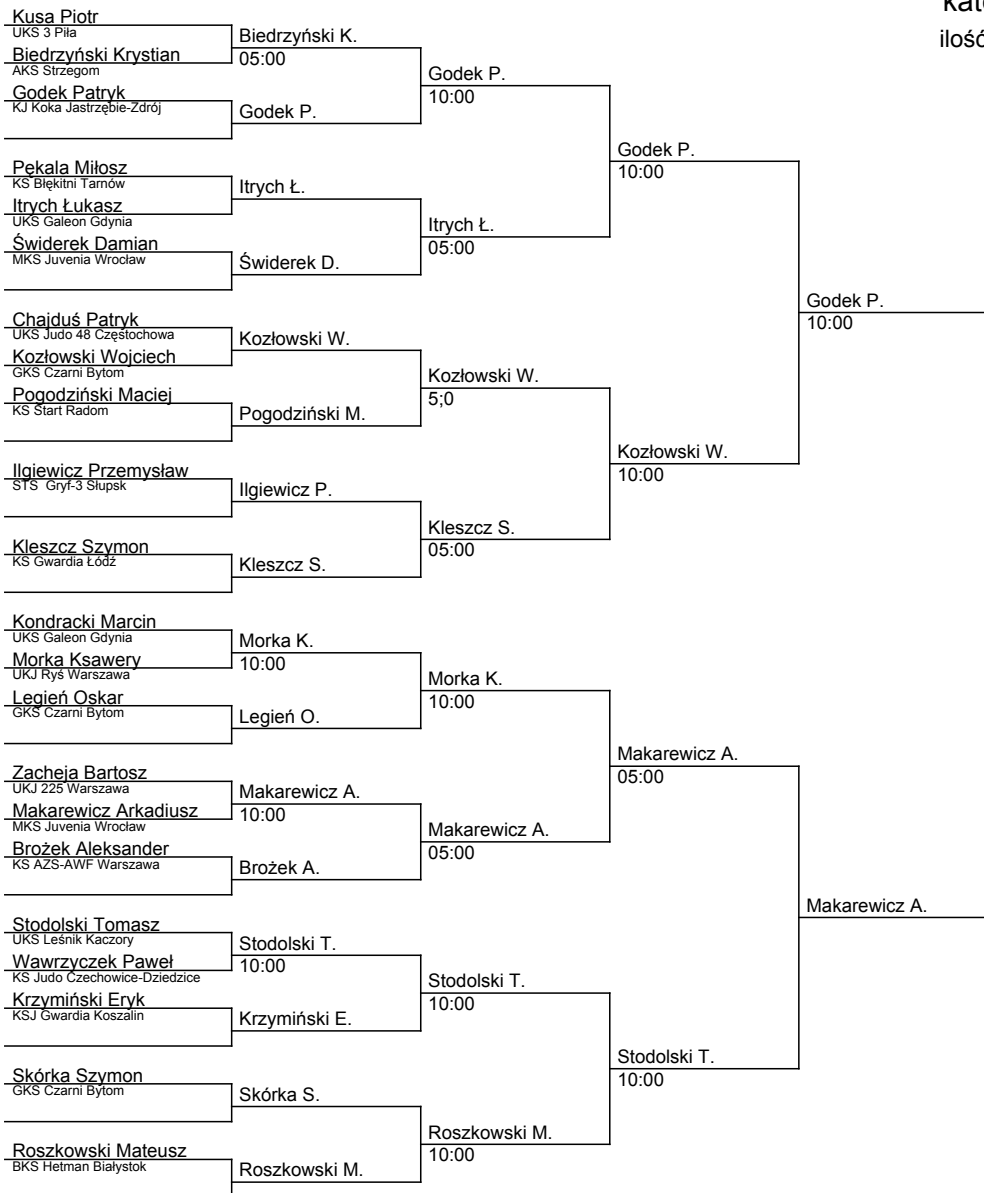 Kusa Piotr
UKS 3 Piła
Biedrzyński Krystian
AKS Strzegom
Godek Patryk
KJ Koka Jastrzębie-Zdrój
Pękala Miłosz
KS Błękitni Tarnów
Itrych Łukasz
UKS Galeon Gdynia
Świderek Damian
MKS Juvenia Wrocław
Chajduś Patryk
UKS Judo 48 Częstochowa
Kozłowski Wojciech
GKS Czarni Bytom
Pogodziński Maciej
KS Start Radom
Ilgiewicz Przemysław
STS Gryf-3 Słupsk
Kleszcz Szymon
KS Gwardia Łódź
Kondracki Marcin
UKS Galeon Gdynia
Morka Ksawery
UKJ Ryś Warszawa
Legień Oskar
GKS Czarni Bytom
Zacheja Bartosz
UKJ 225 Warszawa
Makarewicz Arkadiusz
MKS Juvenia Wrocław
Brożek Aleksander
KS AZS-AWF Warszawa
Stodolski Tomasz
UKS Leśnik Kaczory
Wawrzyczek Paweł
KS Judo Czechowice-Dziedzice
Krzymiński Eryk
KSJ Gwardia Koszalin
Skórka Szymon
GKS Czarni Bytom
Roszkowski Mateusz
BKS Hetman Białystok
Biedrzyński K.
05:00
Godek P.
Itrych Ł.
Świderek D.
Kozłowski W.
Pogodziński M.
Ilgiewicz P.
Kleszcz S.
Morka K.
10:00
Legień O.
Makarewicz A.
10:00
Brożek A.
Stodolski T.
10:00
Krzymiński E.
Skórka S.
Roszkowski M.
Godek P.
10:00
Itrych Ł.
05:00
Kozłowski W.
5;0
Kleszcz S.
05:00
Morka K.
10:00
Makarewicz A.
05:00
Stodolski T.
10:00
Roszkowski M.
10:00
Godek P.
10:00
Kozłowski W.
10:00
Makarewicz A.
05:00
Stodolski T.
10:00
Godek P.
10:00
Makarewicz A.
ilość